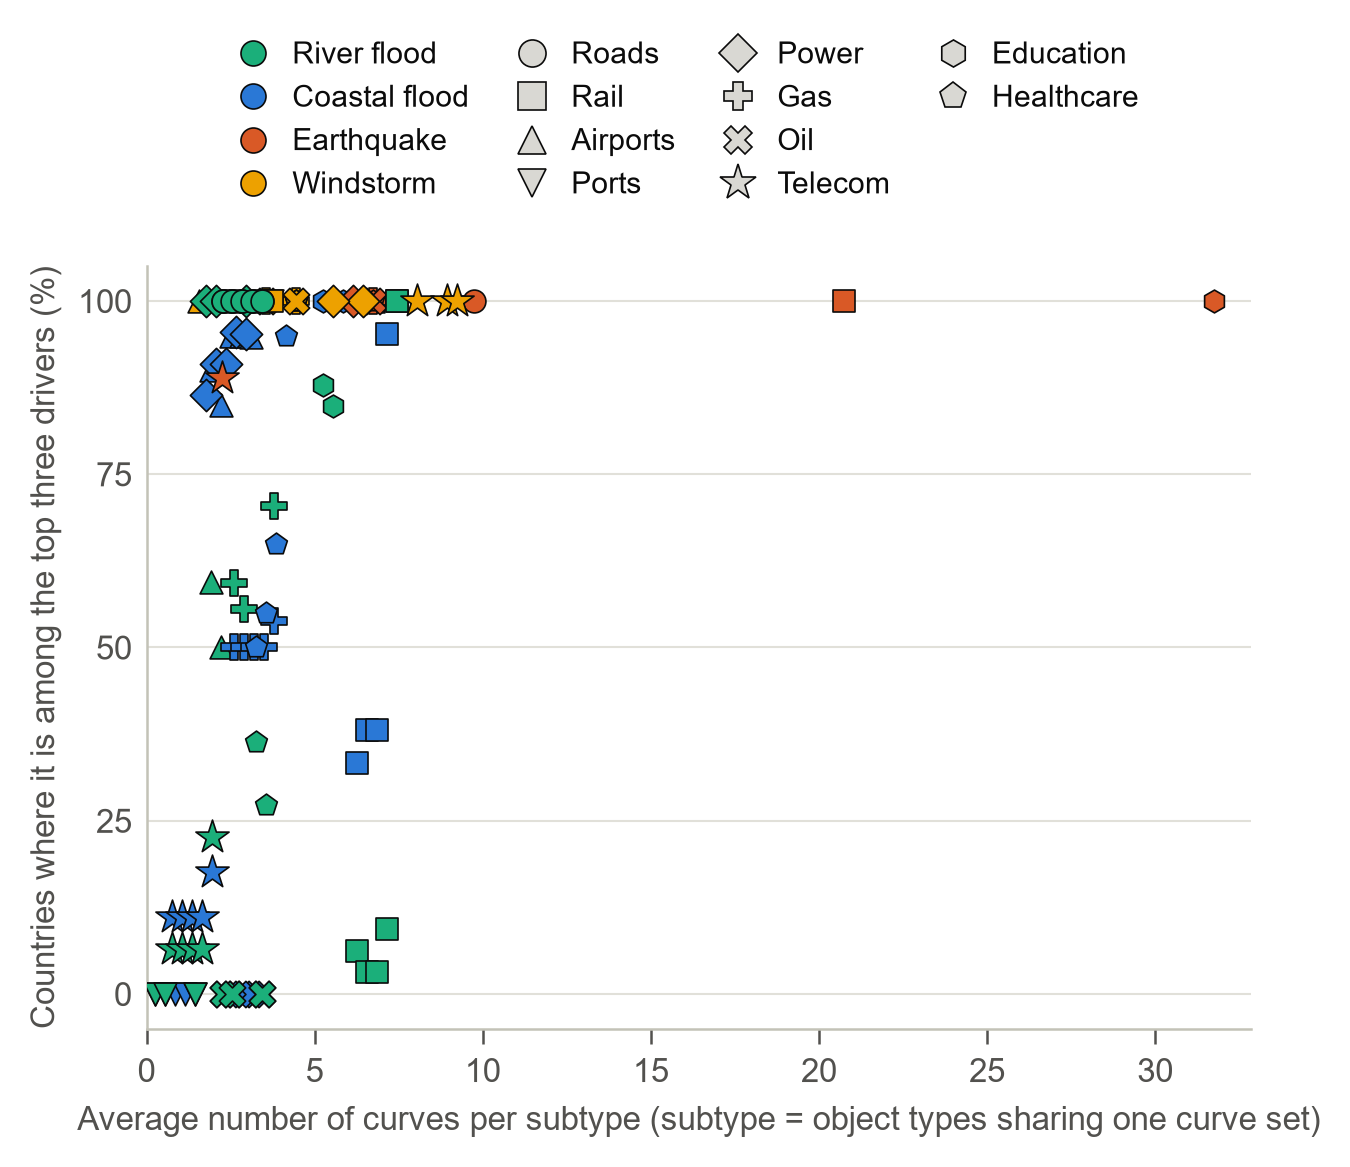 River flood
Coastal flood
Earthquake
Windstorm
Roads
Rail
Airports
Ports
Power
Gas
Oil
Telecom
Education
Healthcare
Countries where it is among the top three drivers (%)
100
75
50
25
0
0 5 10 15 20 25 30
Average number of curves per subtype (subtype = object types sharing one curve set)